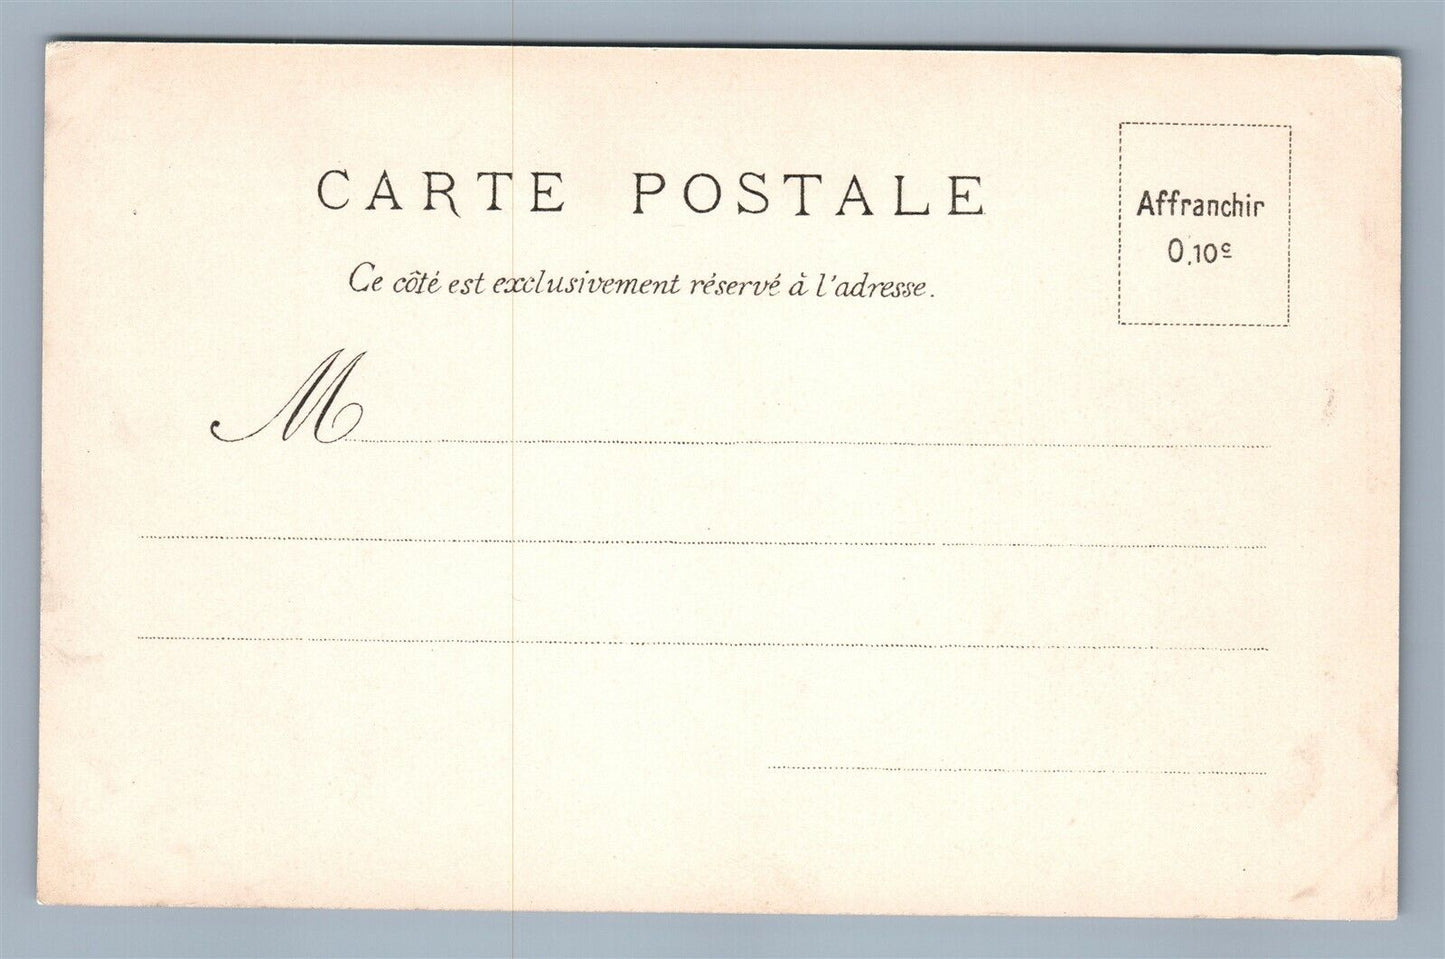 CARTE POSTALE
Affranchir
0,10c
Ce côté est exclusivement réservé à l'adresse.
M